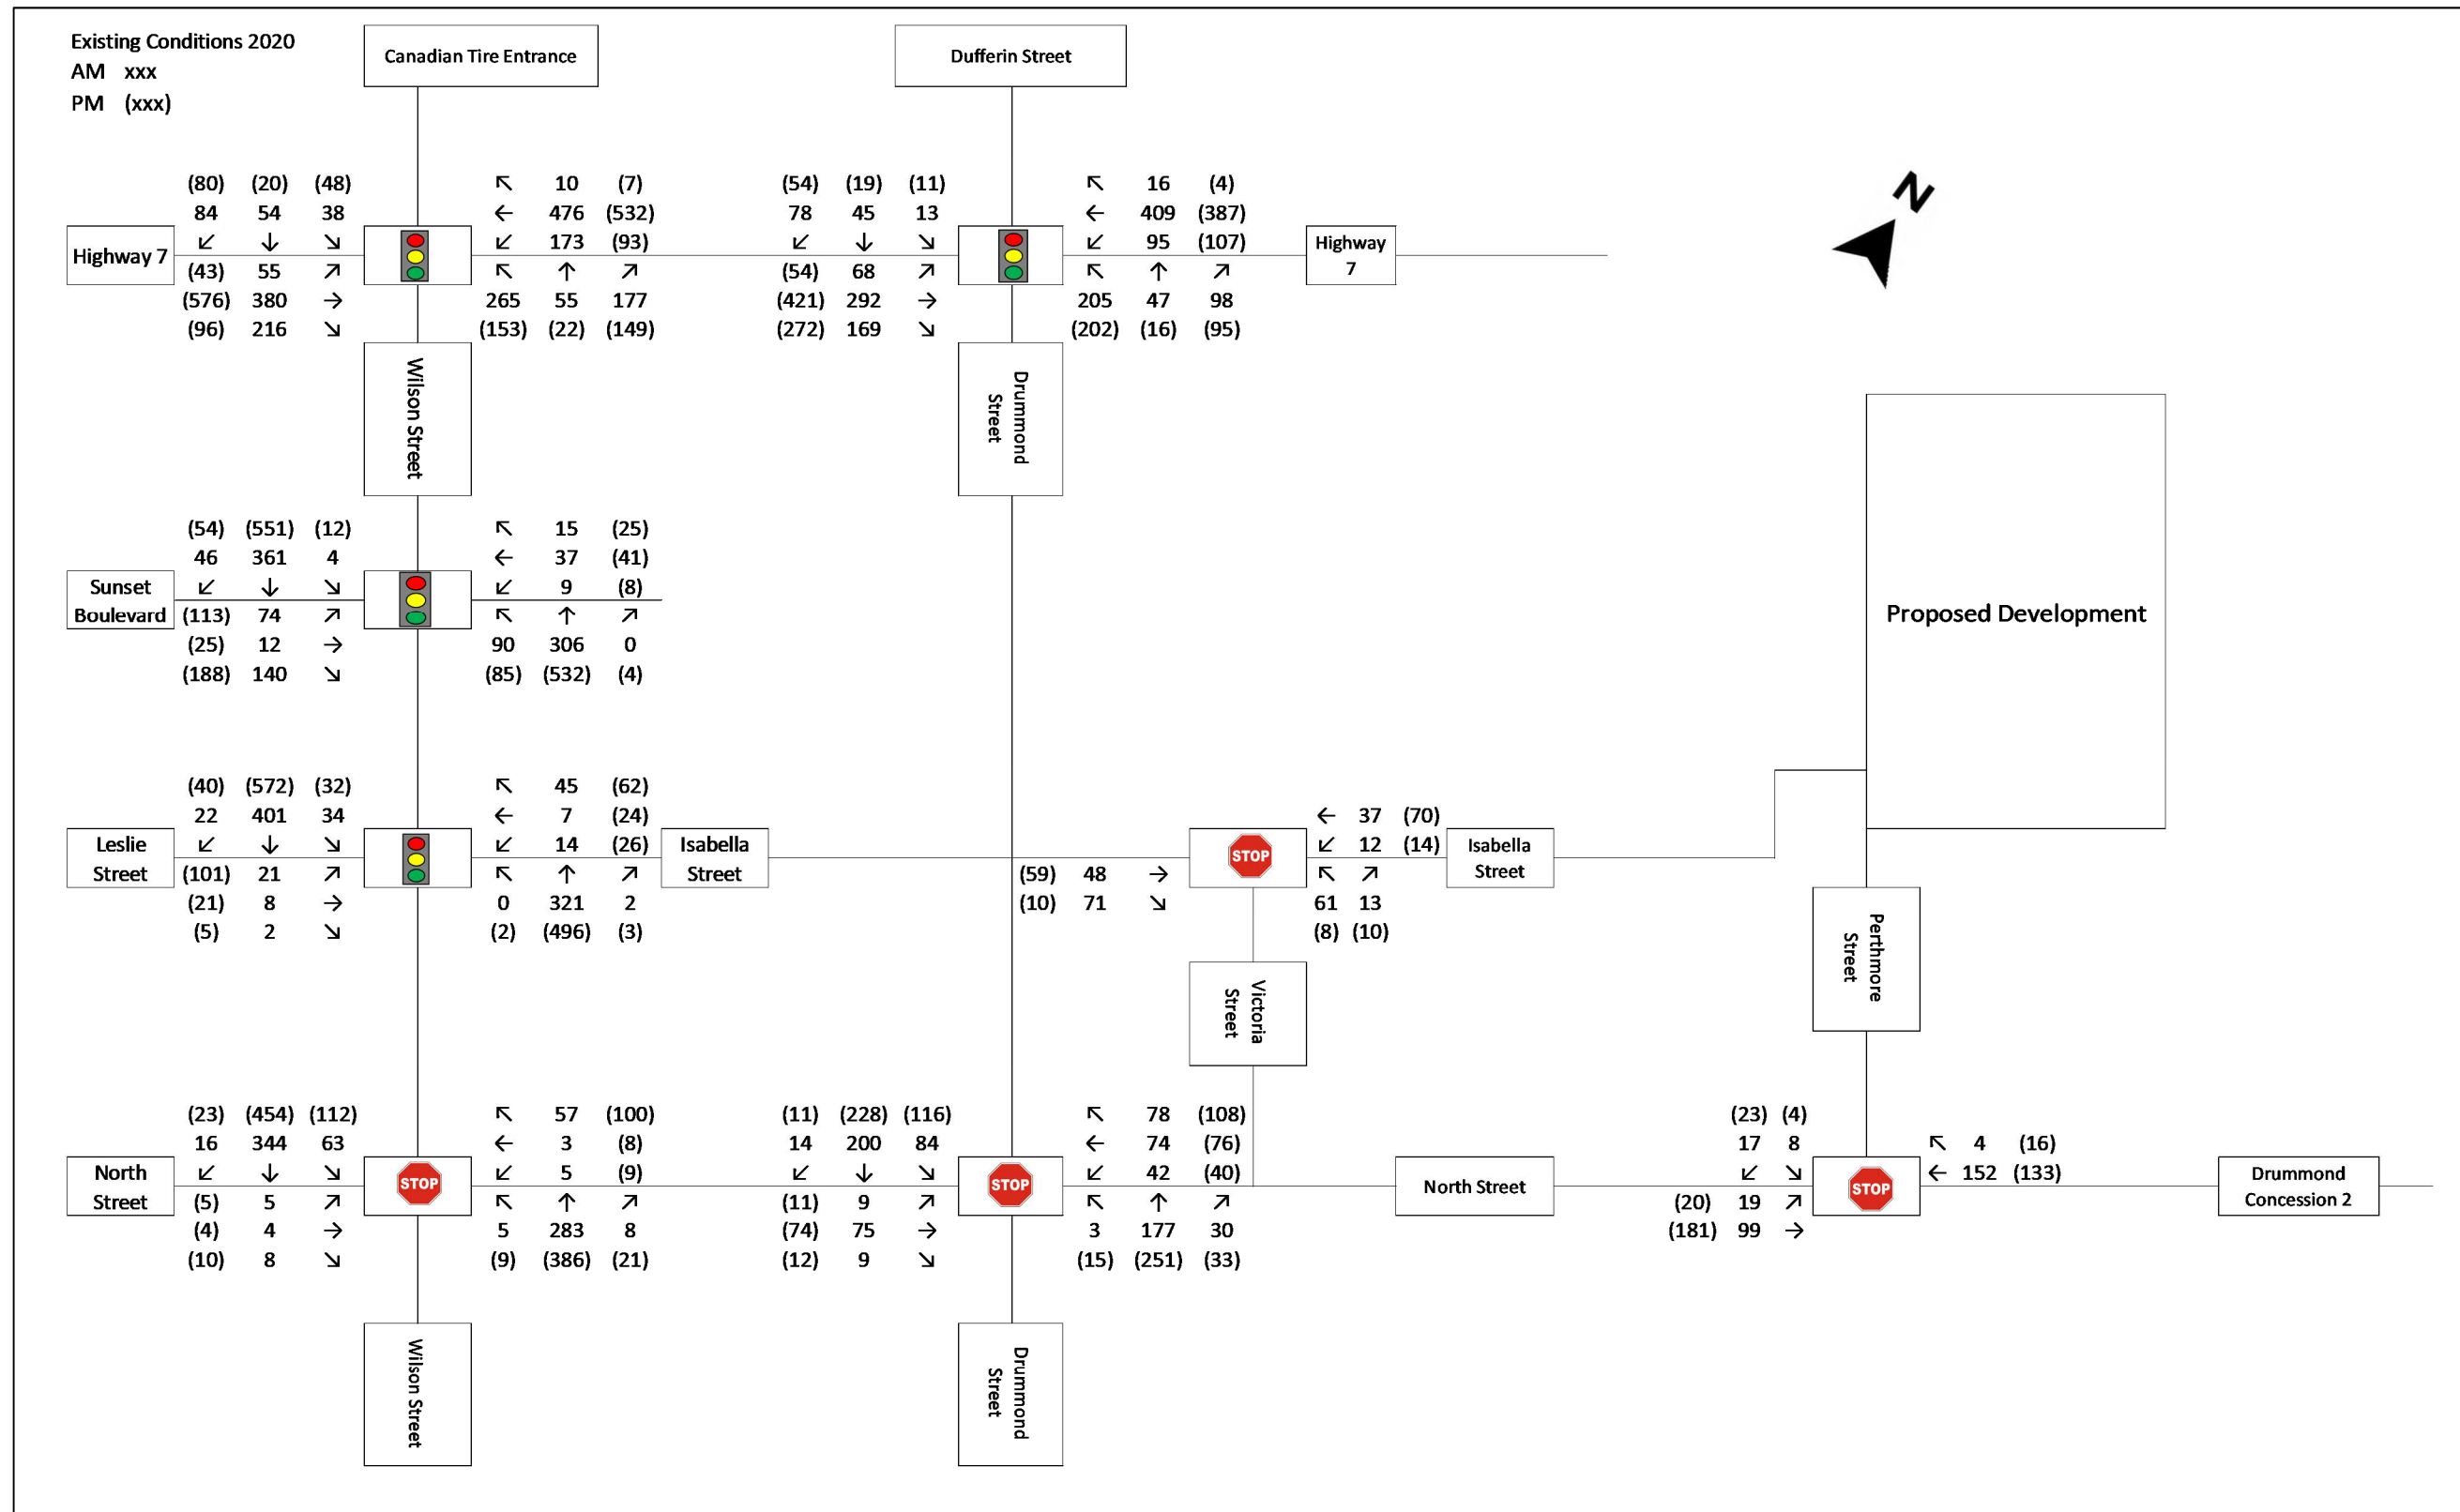 Existing Conditions 2020
AM xxx
PM (xxx)
Canadian Tire Entrance
Dufferin Street
N
(80) (20) (48) ↖ 10 (7) (54) (19) (11) ↖ 16 (4)
84 54 38 ← 476 (532) 78 45 13 ← 409 (387)
↙ ↓ ↘ ↙ 173 (93) ↙ ↓ ↘ ↙ 95 (107)
Highway 7
Highway
7
(43) 55 ↗ ↖ ↑ ↗ (54) 68 ↗ ↖ ↑ ↗
(576) 380 → 265 55 177 (421) 292 → 205 47 98
(96) 216 ↘ (153) (22) (149) (272) 169 ↘ (202) (16) (95)
Wilson Street
Drummond
Street
(54) (551) (12) ↖ 15 (25)
46 361 4 ← 37 (41)
↙ ↓ ↘ ↙ 9 (8)
Sunset
Boulevard
(113) 74 ↗ ↖ ↑ ↗
(25) 12 → 90 306 0
(188) 140 ↘ (85) (532) (4)
Proposed Development
(40) (572) (32) ↖ 45 (62)
22 401 34 ← 7 (24) ← 37 (70)
↙ ↓ ↘ ↙ 14 (26) ↙ 12 (14)
Leslie
Street
Isabella
Street
STOP
Isabella
Street
(101) 21 ↗ ↖ ↑ ↗ (59) 48 → ↖ ↗
(21) 8 → 0 321 2 (10) 71 ↘ 61 13
(5) 2 ↘ (2) (496) (3) (8) (10)
Victoria
Street
Perthmore
Street
(23) (454) (112) ↖ 57 (100) (11) (228) (116) ↖ 78 (108) (23) (4)
16 344 63 ← 3 (8) 14 200 84 ← 74 (76) 17 8 ↖ 4 (16)
↙ ↓ ↘ ↙ 5 (9) ↙ ↓ ↘ ↙ 42 (40) ↙ ↘ ← 152 (133)
North
Street
STOP
STOP
North Street
STOP
Drummond
Concession 2
(5) 5 ↗ ↖ ↑ ↗ (11) 9 ↗ ↖ ↑ ↗ (20) 19 ↗
(4) 4 → 5 283 8 (74) 75 → 3 177 30 (181) 99 →
(10) 8 ↘ (9) (386) (21) (12) 9 ↘ (15) (251) (33)
Wilson Street
Drummond
Street